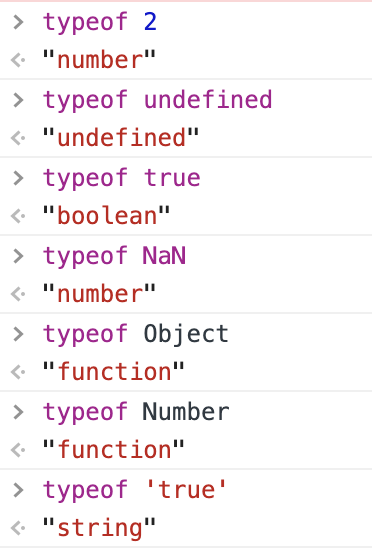 > typeof 2
"number"
> typeof undefined
"undefined"
> typeof true
"boolean"
> typeof NaN
"number"
> typeof Object
"function"
> typeof Number
"function"
> typeof 'true'
"string"